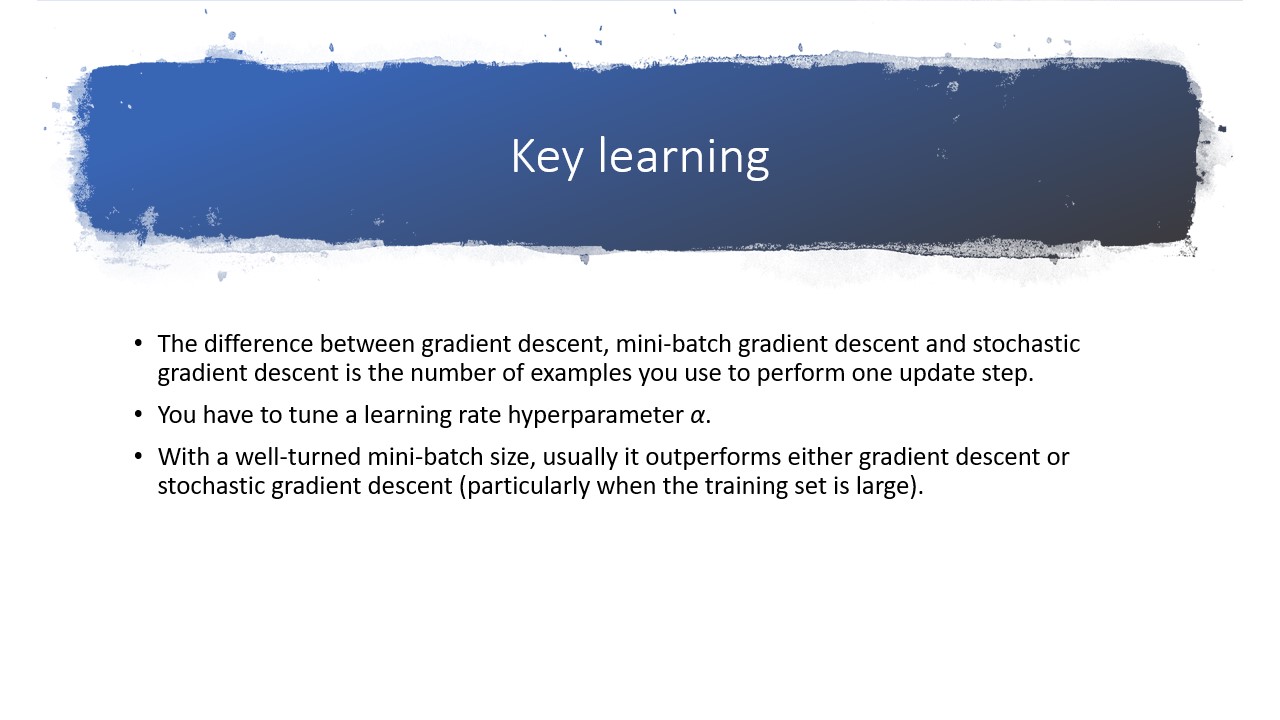 Key learning
• The difference between gradient descent, mini-batch gradient descent and stochastic
gradient descent is the number of examples you use to perform one update step.
• You have to tune a learning rate hyperparameter α.
• With a well-turned mini-batch size, usually it outperforms either gradient descent or
stochastic gradient descent (particularly when the training set is large).